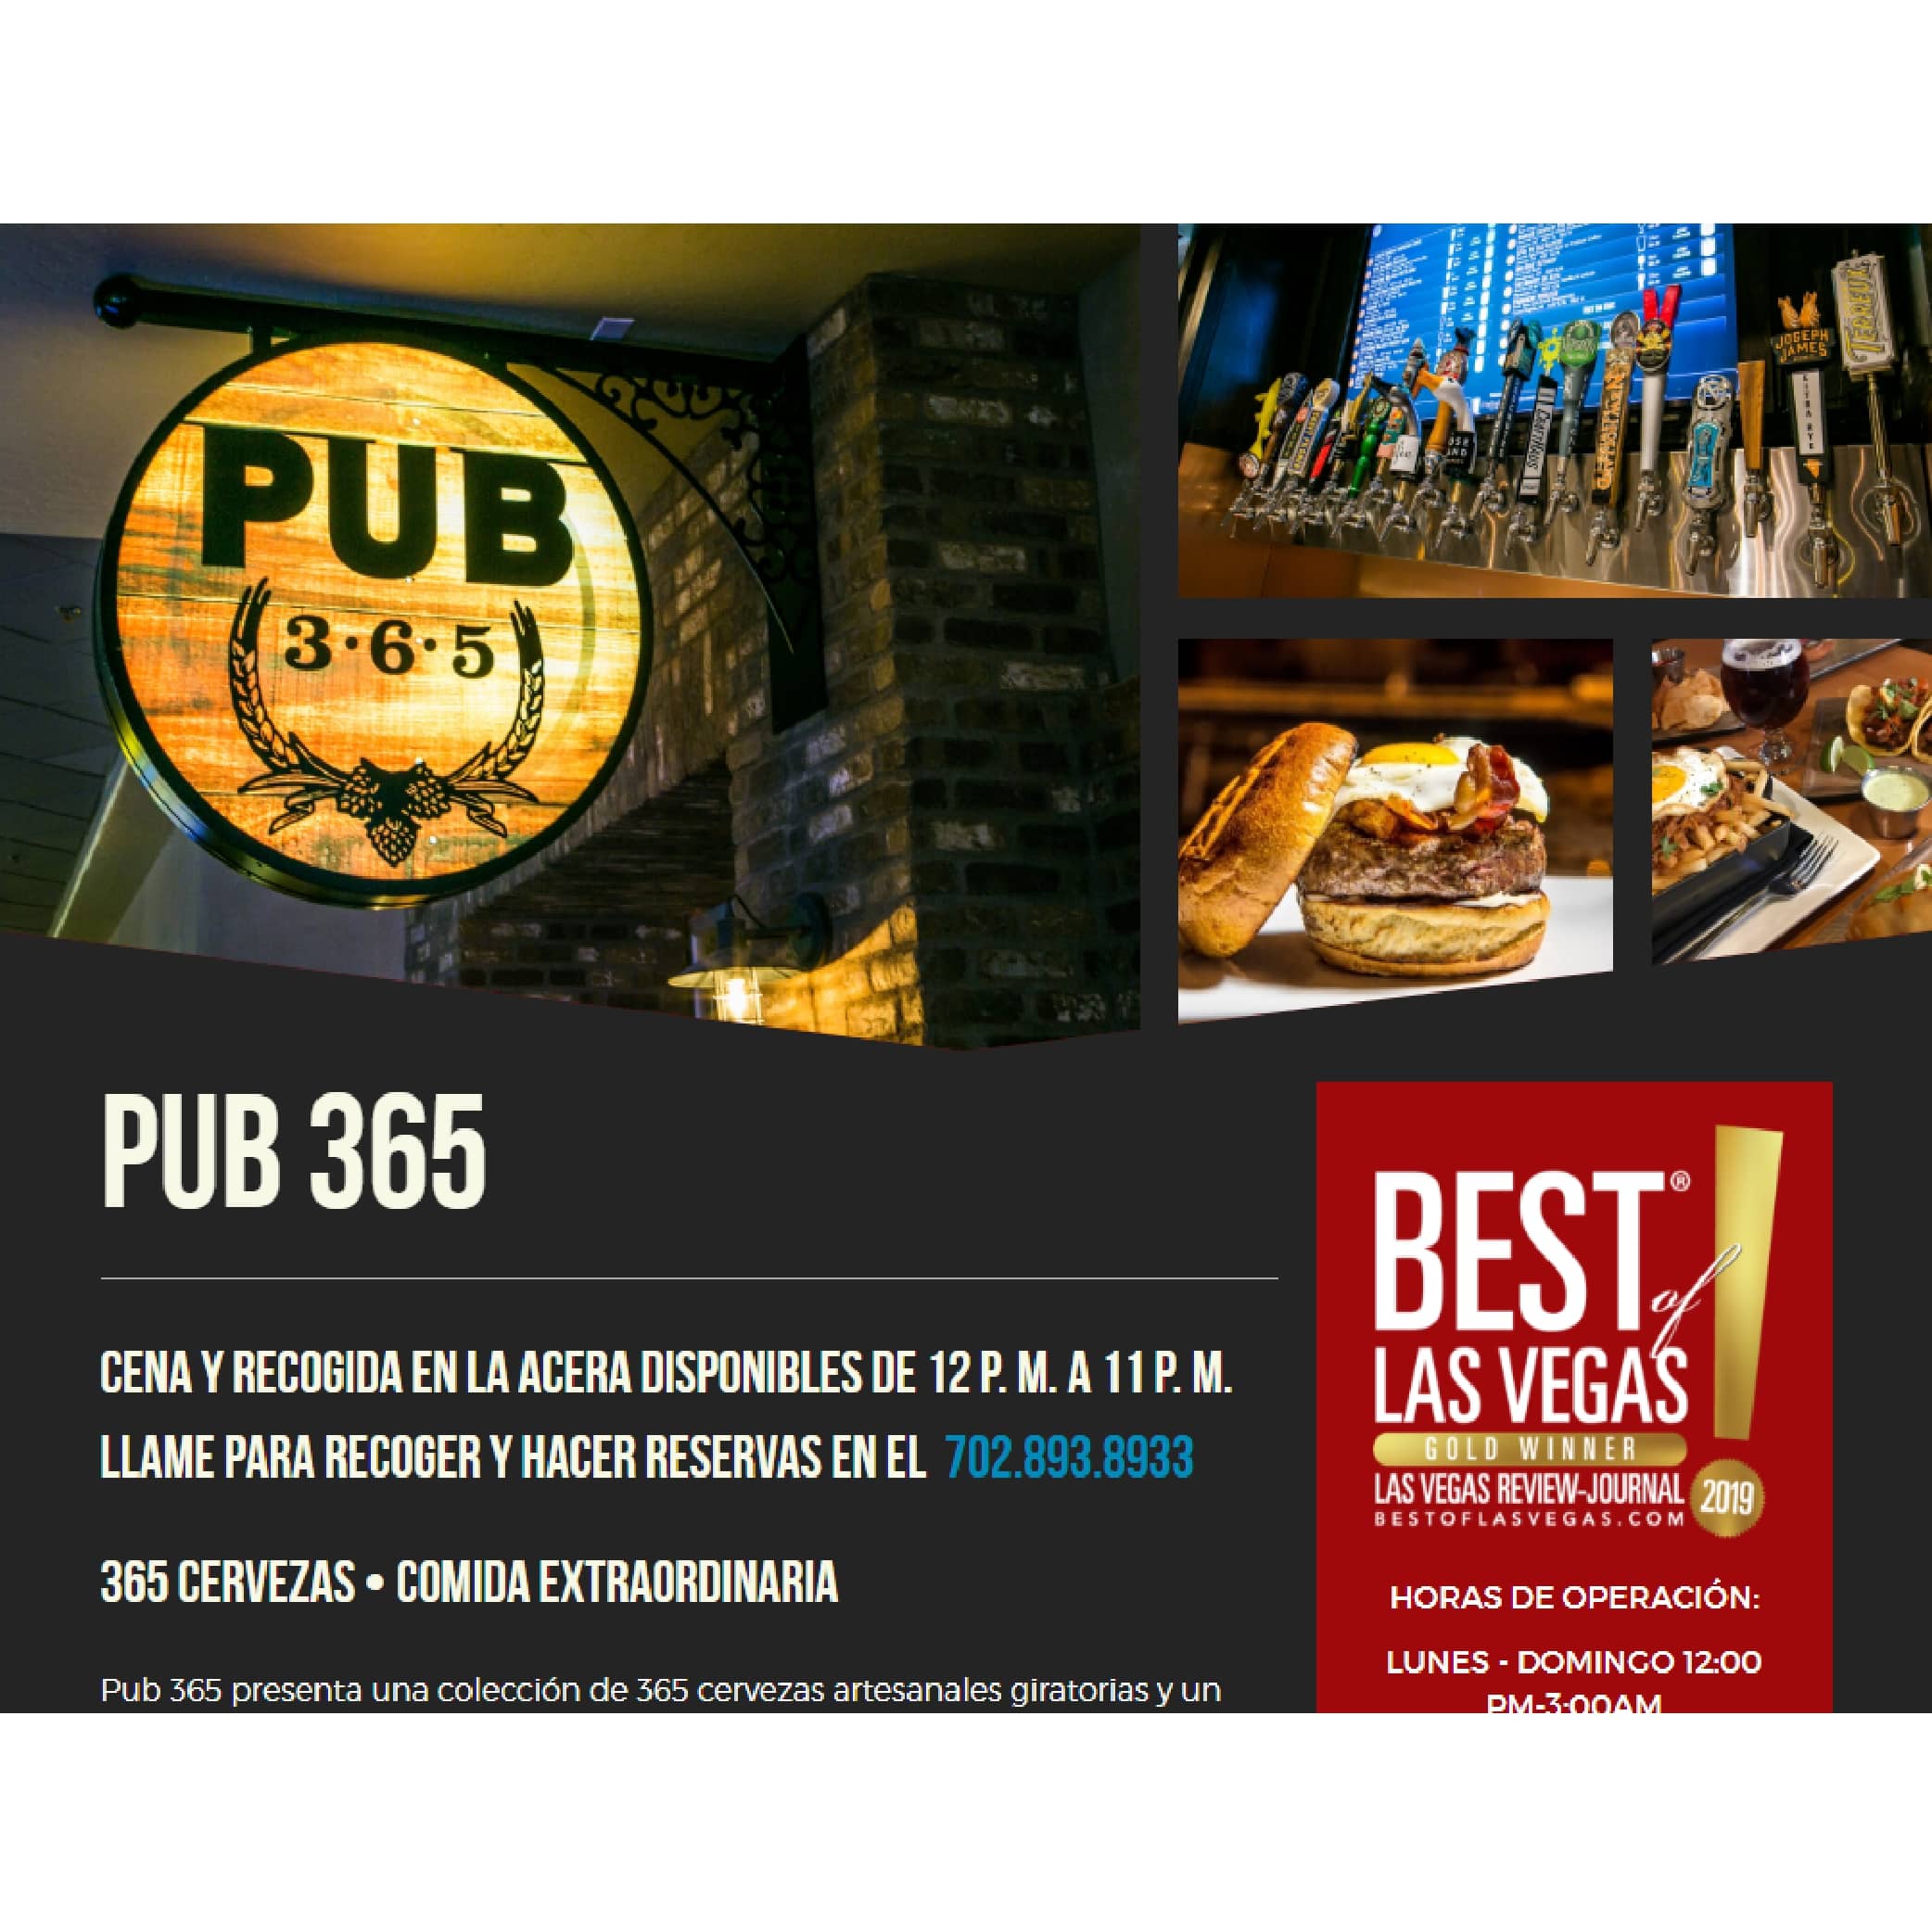 PUB
3·6·5
JOSEPH
JAMES
CITRA RYE
PUB 365
CENA Y RECOGIDA EN LA ACERA DISPONIBLES DE 12 P. M. A 11 P. M.
LLAME PARA RECOGER Y HACER RESERVAS EN EL 702.893.8933
365 CERVEZAS • COMIDA EXTRAORDINARIA
Pub 365 presenta una colección de 365 cervezas artesanales giratorias y un
BEST®
of
LAS VEGAS
GOLD WINNER
LAS VEGAS REVIEW-JOURNAL
BESTOFLASVEGAS.COM
2019
HORAS DE OPERACIÓN:
LUNES - DOMINGO 12:00
PM-3:00AM